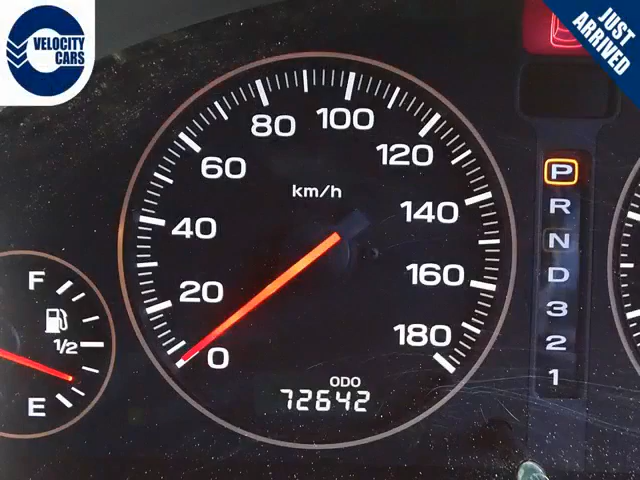 VELOCITY
CARS
JUST
ARRIVED
80
100
60
120
km/h
40
140
20
160
0
180
ODO
72642
F
1/2
E
P
R
N
D
3
2
1